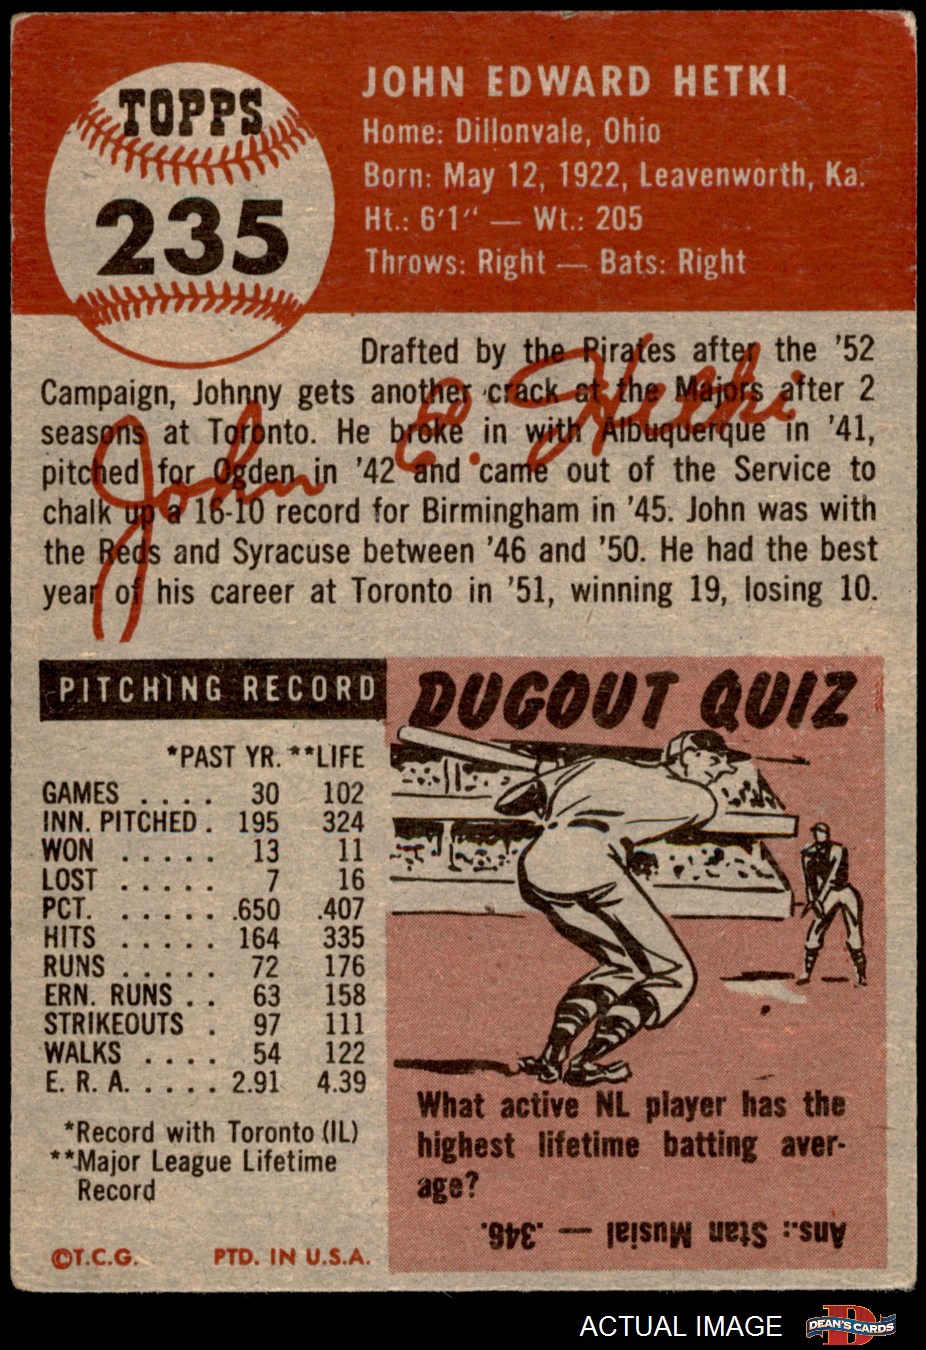 TOPPS
235
JOHN EDWARD HETKI
Home: Dillonvale, Ohio
Born: May 12, 1922, Leavenworth, Ka.
Ht.: 6'1" — Wt.: 205
Throws: Right — Bats: Right
Drafted by the Pirates after the '52
Campaign, Johnny gets another crack at the Majors after 2
seasons at Toronto. He broke in with Albuquerque in '41,
pitched for Ogden in '42 and came out of the Service to
chalk up a 16-10 record for Birmingham in '45. John was with
the Reds and Syracuse between '46 and '50. He had the best
year of his career at Toronto in '51, winning 19, losing 10.
John E. Hetki
PITCHING RECORD
*PAST YR. **LIFE
GAMES . . . . 30 102
INN. PITCHED . 195 324
WON . . . . . 13 11
LOST . . . . . 7 16
PCT. . . . . . .650 .407
HITS . . . . . 164 335
RUNS . . . . . 72 176
ERN. RUNS . . 63 158
STRIKEOUTS . 97 111
WALKS . . . . 54 122
E. R. A. . . . . 2.91 4.39
*Record with Toronto (IL)
**Major League Lifetime
Record
©T.C.G. PTD. IN U.S.A.
DUGOUT QUIZ
What active NL player has the
highest lifetime batting aver-
age?
Ans.: Stan Musial — .346.
ACTUAL IMAGE
DEAN'S CARDS